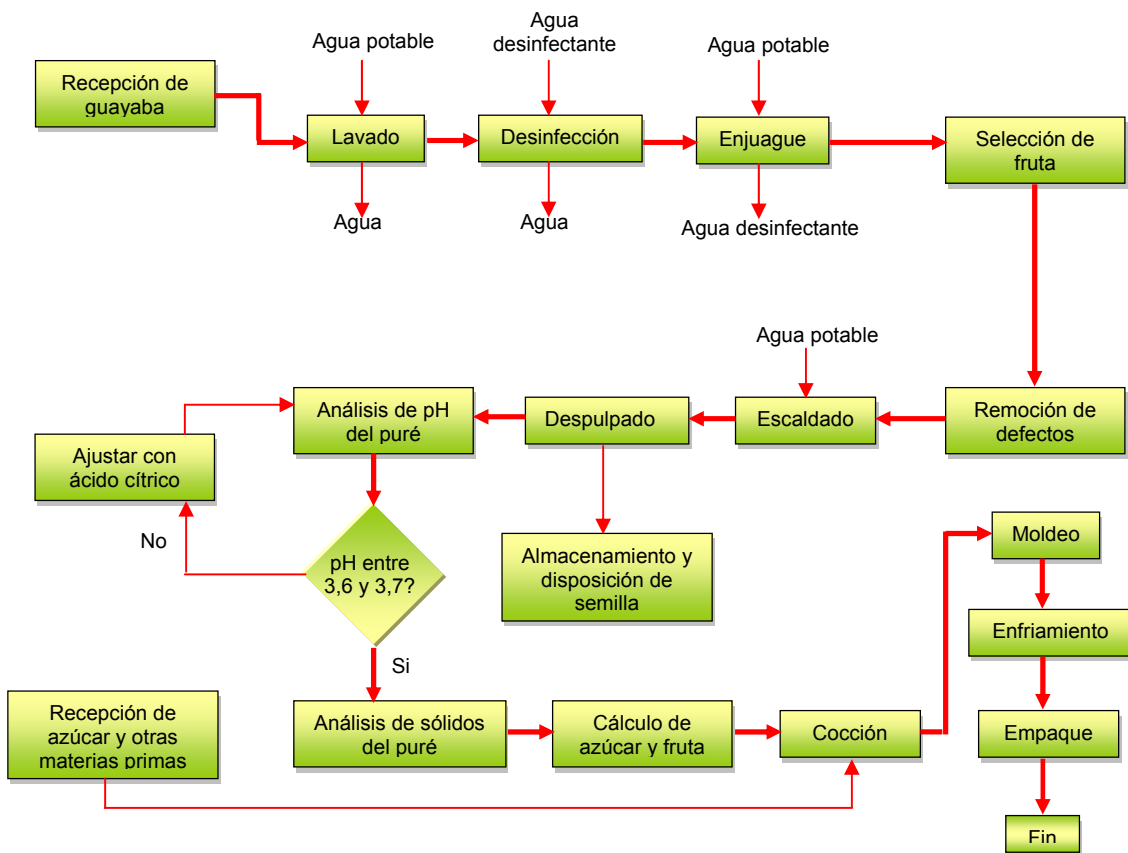 Agua potable
Agua
desinfectante
Agua potable
Recepción de
guayaba
Lavado
Desinfección
Enjuague
Selección de
fruta
Agua
Agua
Agua desinfectante
Agua potable
Análisis de pH
del puré
Despulpado
Escaldado
Remoción de
defectos
Ajustar con
ácido cítrico
No
pH entre
3,6 y 3,7?
Almacenamiento y
disposición de
semilla
Moldeo
Enfriamiento
Si
Recepción de
azúcar y otras
materias primas
Análisis de sólidos
del puré
Cálculo de
azúcar y fruta
Cocción
Empaque
Fin